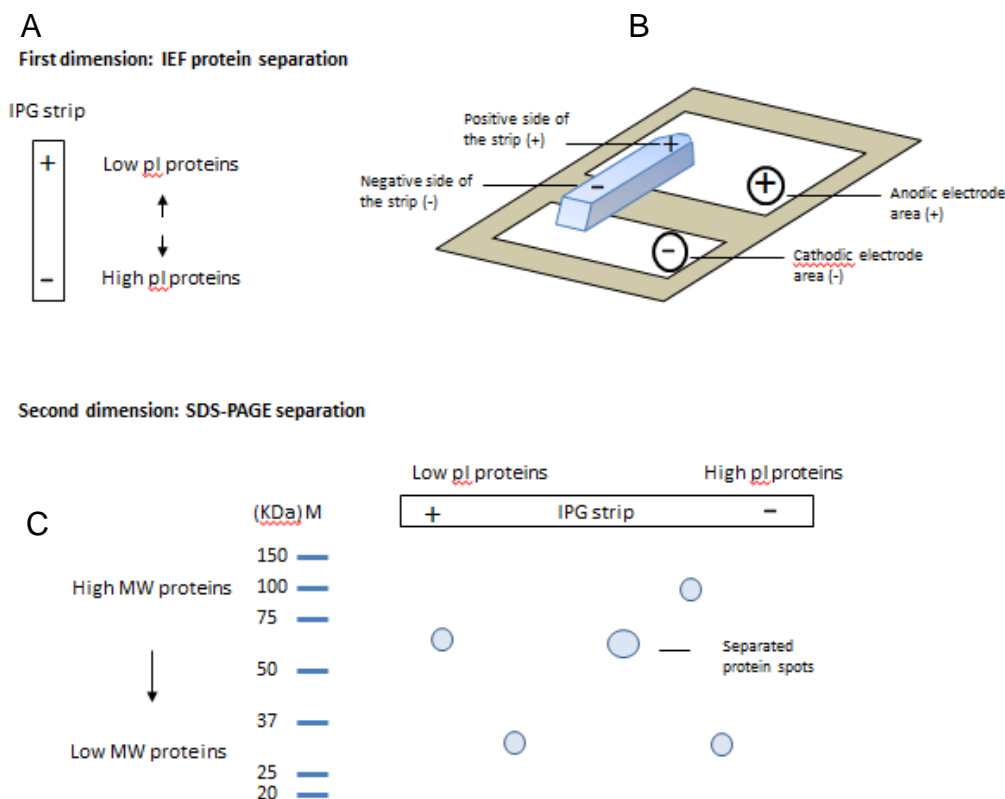 A
B
First dimension: IEF protein separation
IPG strip
+
Low pI proteins
High pI proteins
−
Positive side of
the strip (+)
Negative side of
the strip (-)
+
−
+
−
Anodic electrode
area (+)
Cathodic electrode
area (-)
Second dimension: SDS-PAGE separation
Low pI proteins
High pI proteins
C
(KDa) M
+ IPG strip −
150
High MW proteins
100
75
50
37
Low MW proteins
25
20
Separated
protein spots